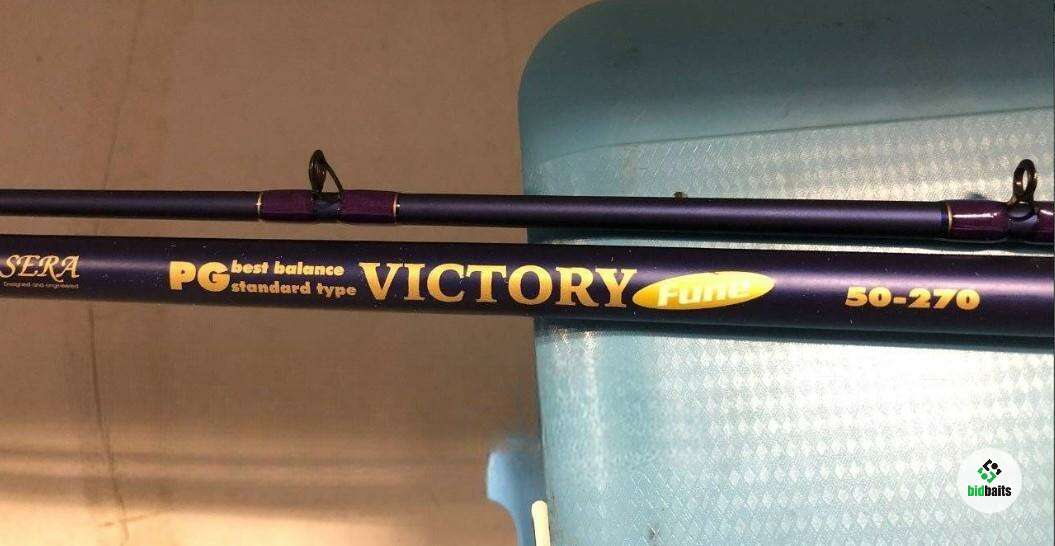 SERA
Designed and engineered
PG best balance
standard type
VICTORY Fune
50-270
bidbaits